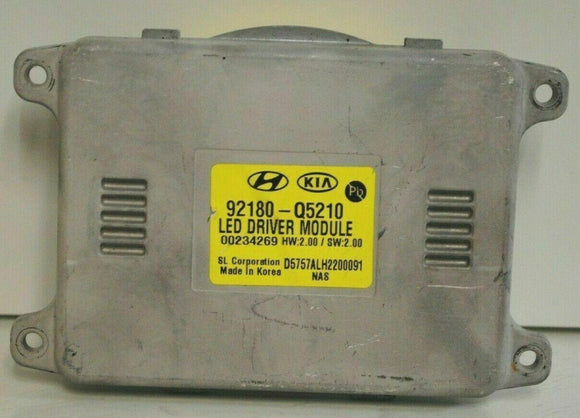 KIA Pb
92180-Q5210
LED DRIVER MODULE
00234269 HW:2.00 / SW:2.00
SL Corporation D5757ALH2200091
Made in Korea NAS